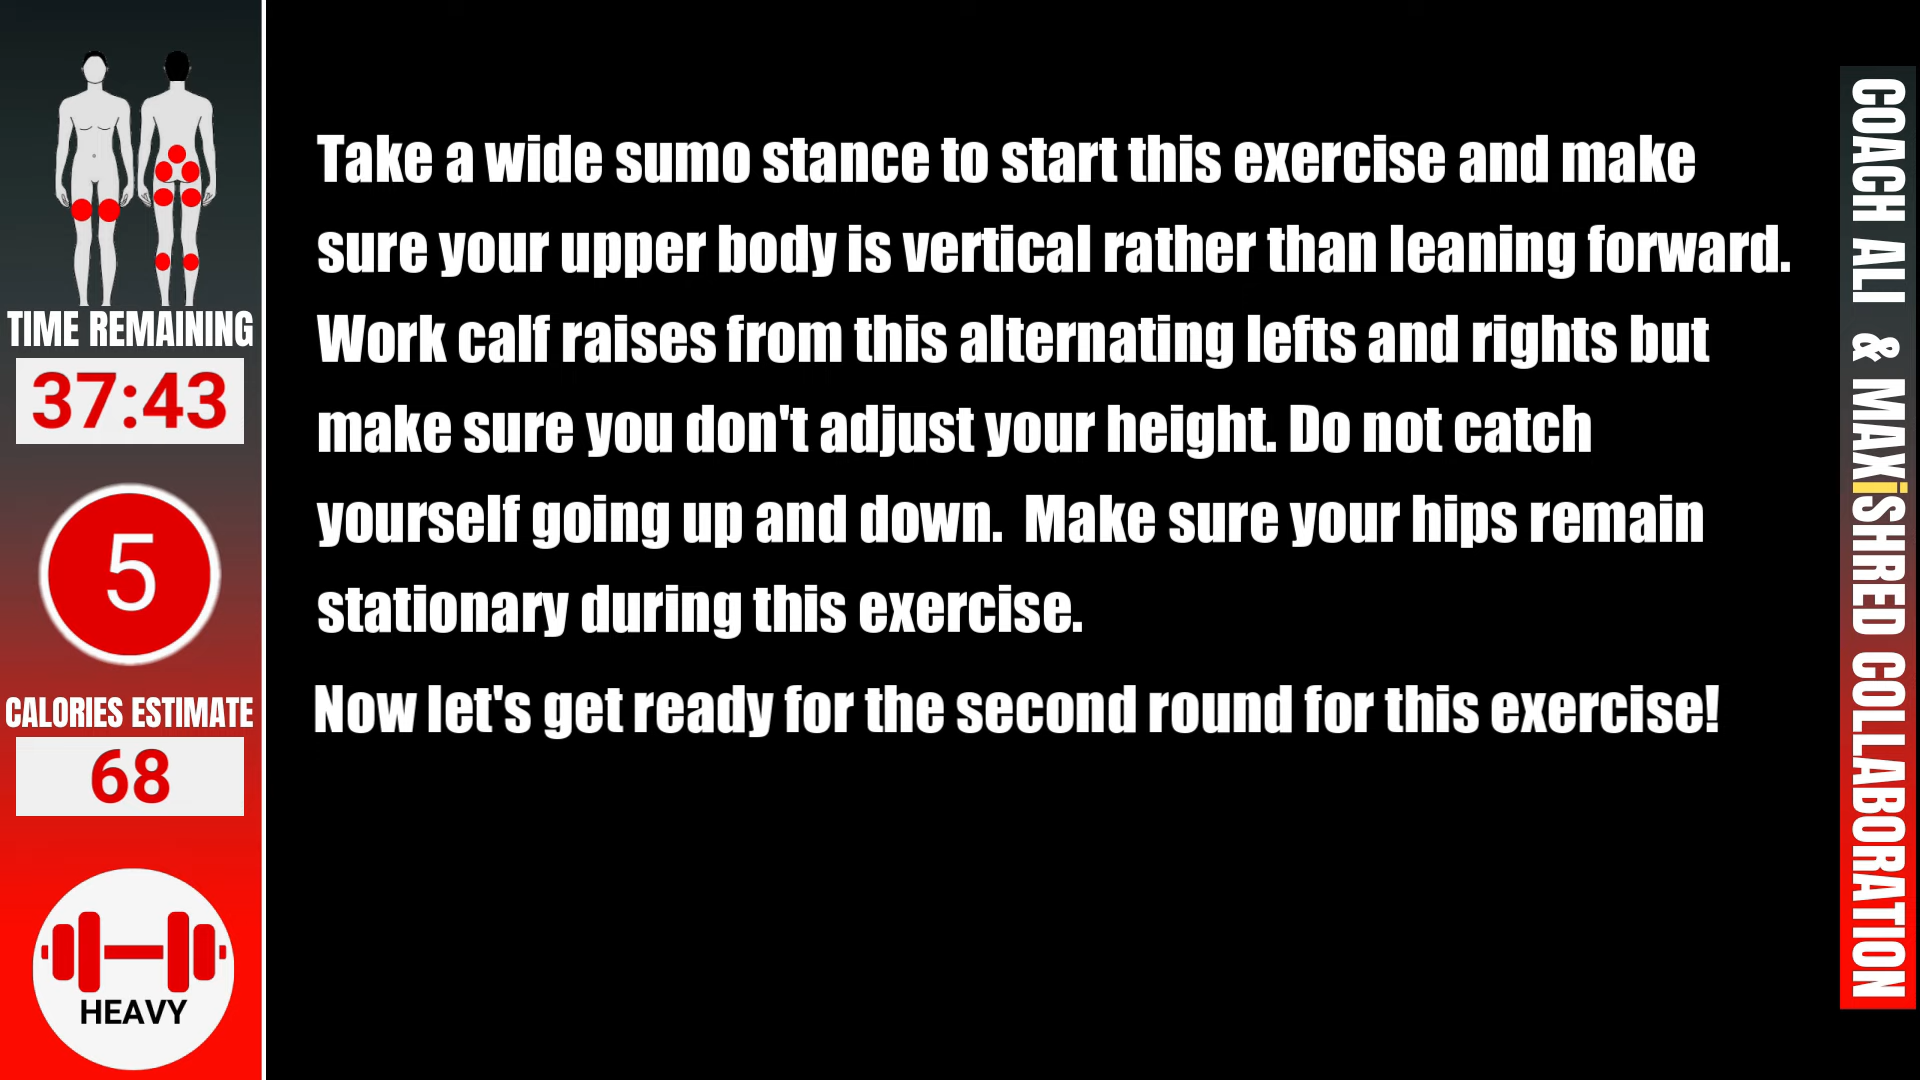 TIME REMAINING
37:43
5
CALORIES ESTIMATE
68
HEAVY
Take a wide sumo stance to start this exercise and make
sure your upper body is vertical rather than leaning forward.
Work calf raises from this alternating lefts and rights but
make sure you don't adjust your height. Do not catch
yourself going up and down. Make sure your hips remain
stationary during this exercise.
Now let's get ready for the second round for this exercise!
COACH ALI & MAXiSHRED COLLABORATION